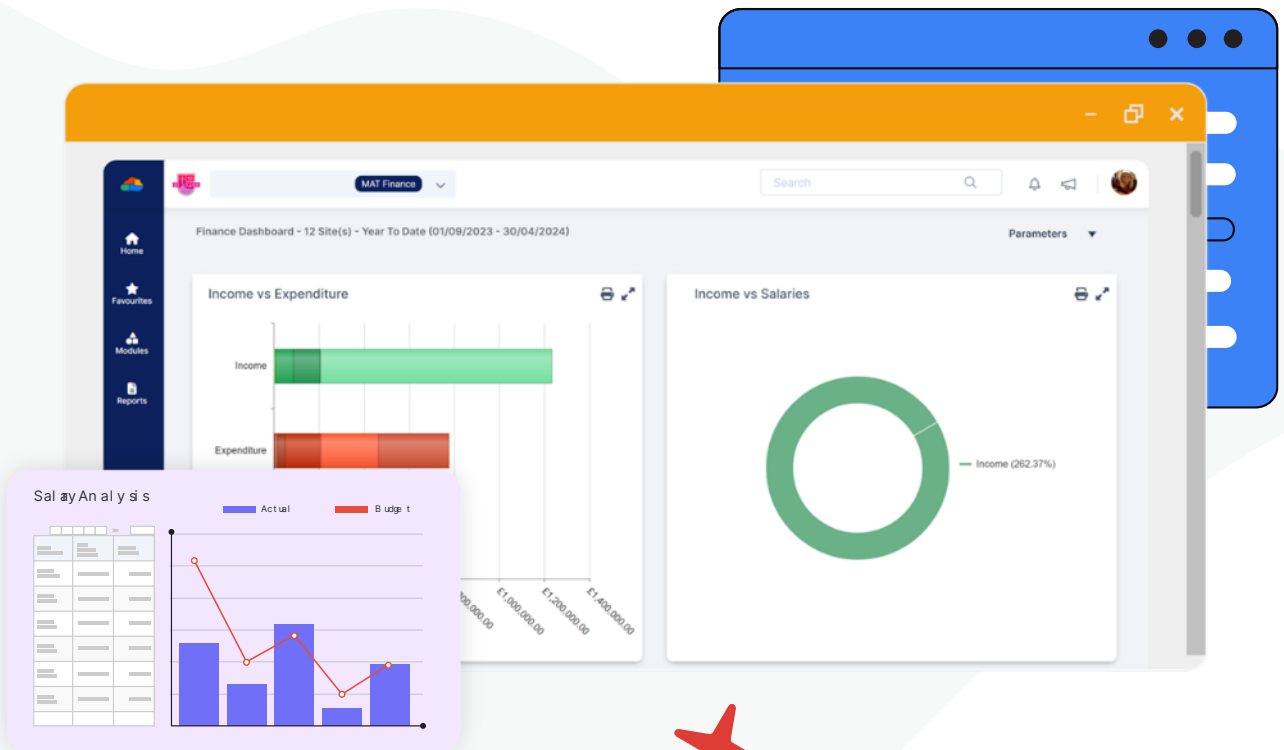 MAT Finance
Search
Home
Favourites
Modules
Reports
Finance Dashboard - 12 Site(s) - Year To Date (01/09/2023 - 30/04/2024)
Parameters
Income vs Expenditure
Income
Expenditure
£1,000,000.00
£1,200,000.00
£1,400,000.00
Income vs Salaries
Income (262.37%)
Salary Analysis
Actual
Budget